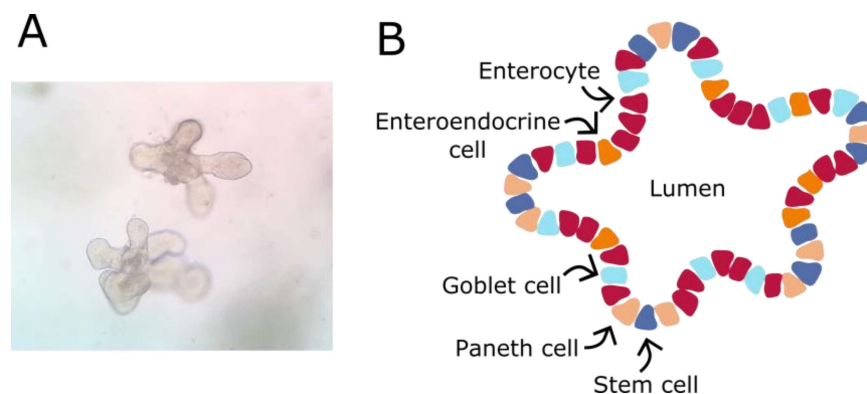 A
B
Enterocyte
Enteroendocrine
cell
Lumen
Goblet cell
Paneth cell
Stem cell